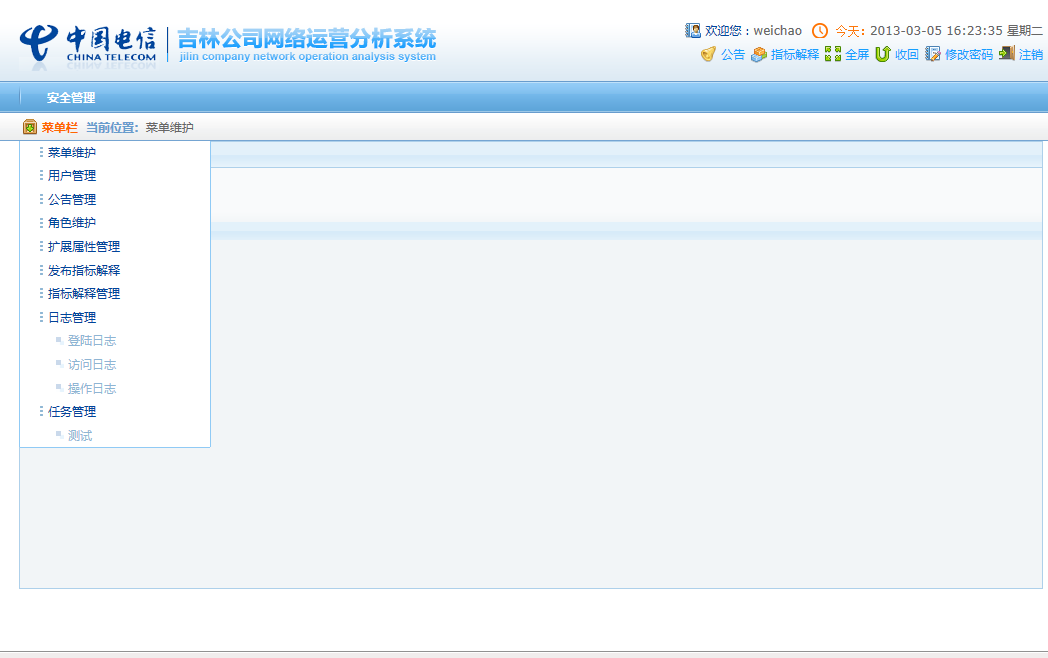 中国电信
CHINA TELECOM
吉林公司网络运营分析系统
jilin company network operation analysis system
欢迎您：weichao 今天：2013-03-05 16:23:35 星期二
公告 指标解释 全屏 收回 修改密码 注销
安全管理
菜单栏 当前位置：菜单维护
菜单维护
用户管理
公告管理
角色维护
扩展属性管理
发布指标解释
指标解释管理
日志管理
登陆日志
访问日志
操作日志
任务管理
测试